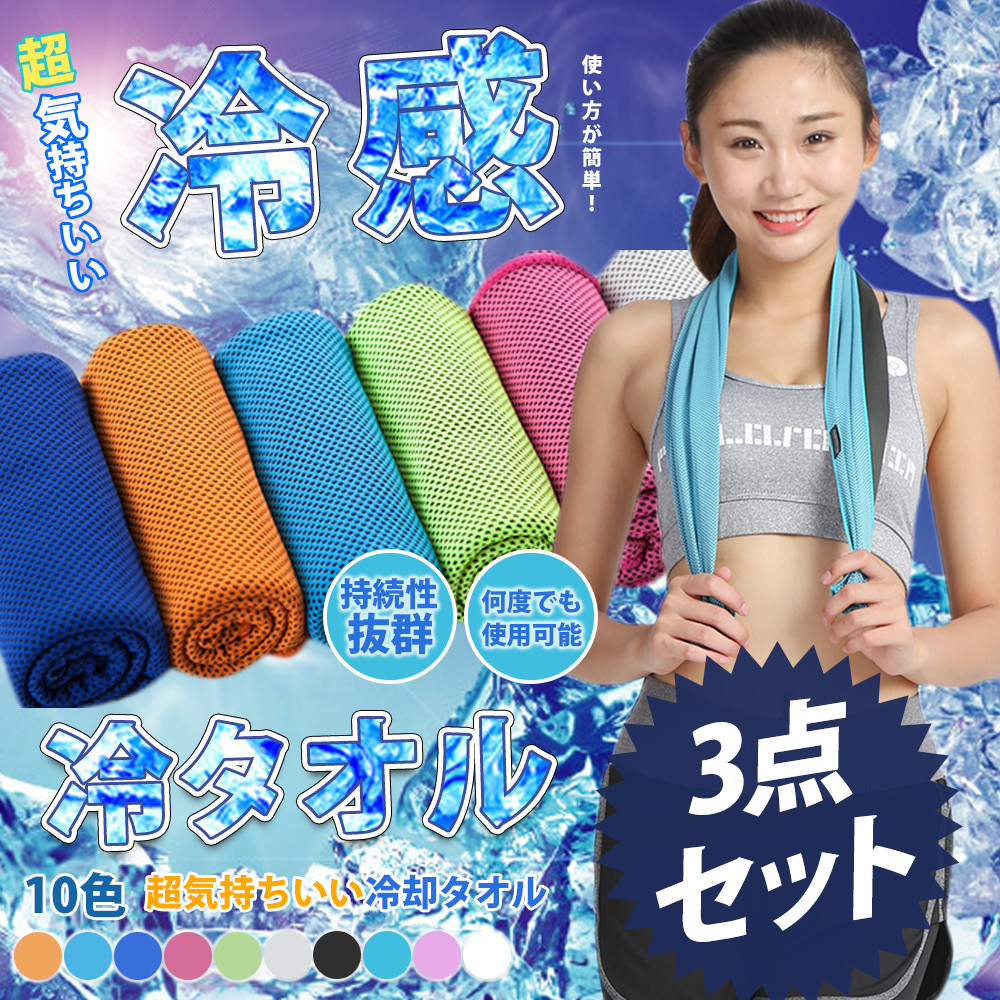 超
気持ちいい
冷感
使い方が簡単！
持続性
抜群
何度でも
使用可能
冷タオル
3点
セット
10色
超気持ちいい冷却タオル